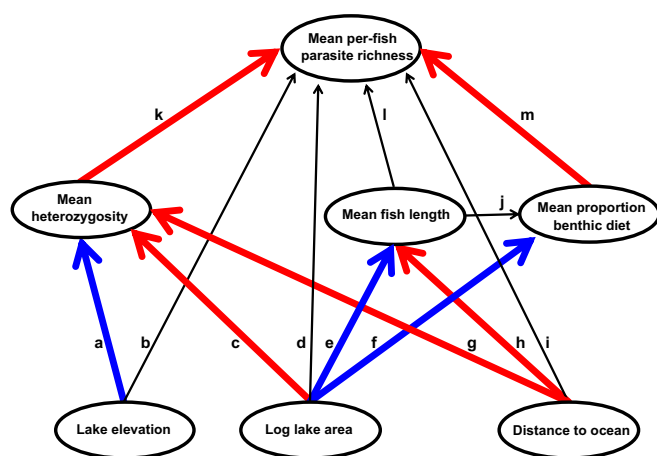 Mean per-fish
parasite richness
k
l
m
Mean
heterozygosity
Mean fish length
j
Mean proportion
benthic diet
a
b
c
d
e
f
g
h
i
Lake elevation
Log lake area
Distance to ocean